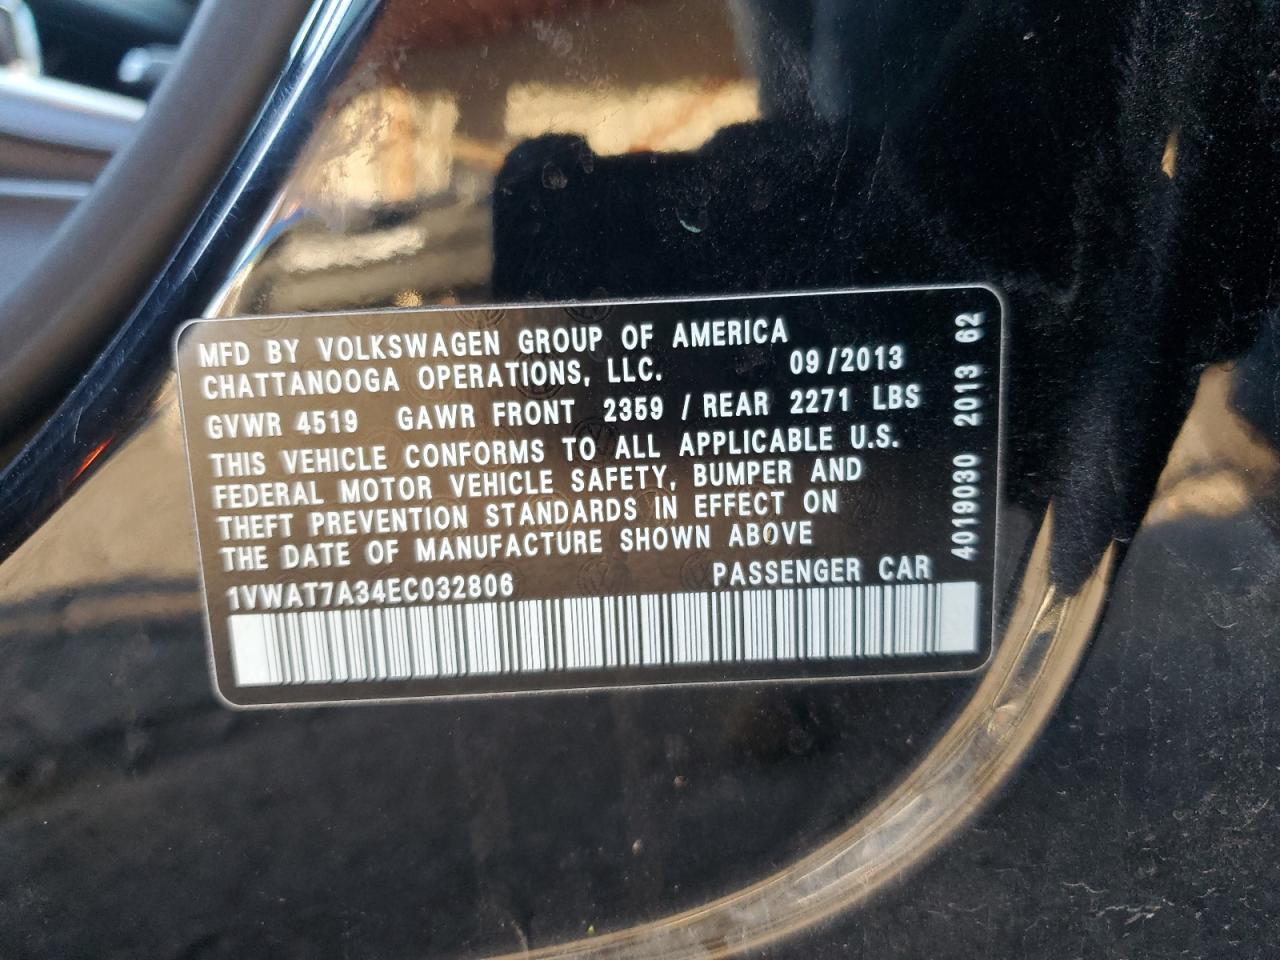 MFD BY VOLKSWAGEN GROUP OF AMERICA
CHATTANOOGA OPERATIONS, LLC. 09/2013
GVWR 4519 GAWR FRONT 2359 / REAR 2271 LBS
THIS VEHICLE CONFORMS TO ALL APPLICABLE U.S.
FEDERAL MOTOR VEHICLE SAFETY, BUMPER AND
THEFT PREVENTION STANDARDS IN EFFECT ON
THE DATE OF MANUFACTURE SHOWN ABOVE
1VWAT7A34EC032806 PASSENGER CAR
4019030 2013 62